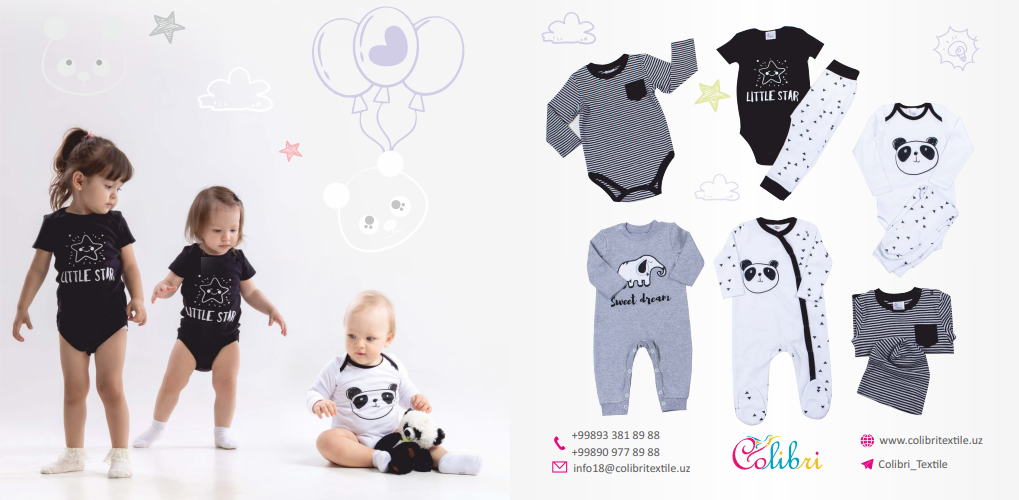 LITTLE STAR
LITTLE STAR
LITTLE STAR
Sweet dream
+99893 381 89 88
+99890 977 89 88
info18@colibritextile.uz
Colibri
www.colibritextile.uz
Colibri_Textile